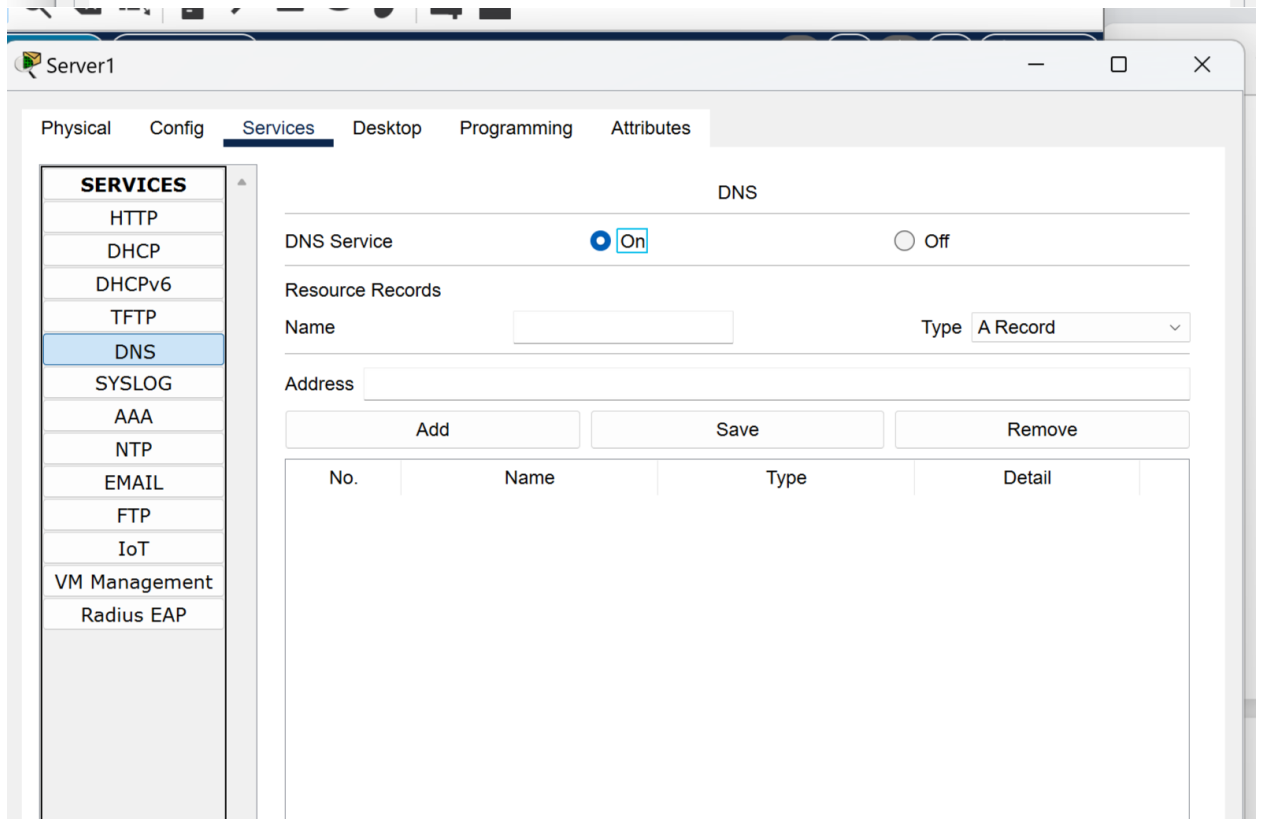 Server1
Physical Config Services Desktop Programming Attributes
SERVICES
HTTP
DHCP
DHCPv6
TFTP
DNS
SYSLOG
AAA
NTP
EMAIL
FTP
IoT
VM Management
Radius EAP
DNS
DNS Service On Off
Resource Records
Name Type A Record
Address
Add Save Remove
No. Name Type Detail